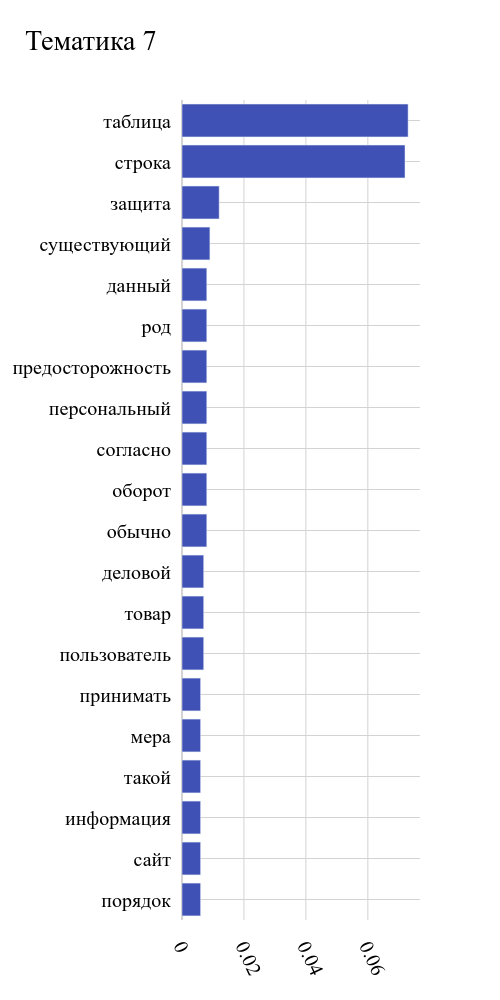 Тематика 7
таблица
строка
защита
существующий
данный
род
предосторожность
персональный
согласно
оборот
обычно
деловой
товар
пользователь
принимать
мера
такой
информация
сайт
порядок
0 0.02 0.04 0.06